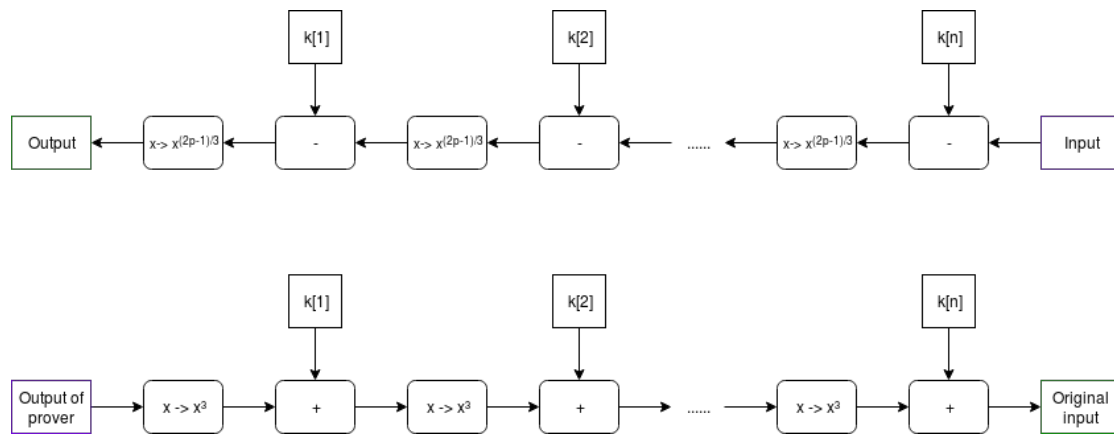 k[1]
k[2]
k[n]
Output
x-> x^(2p-1)/3
-
x-> x^(2p-1)/3
-
......
x-> x^(2p-1)/3
-
Input
k[1]
k[2]
k[n]
Output of
prover
x -> x³
+
x -> x³
+
......
x -> x³
+
Original
input